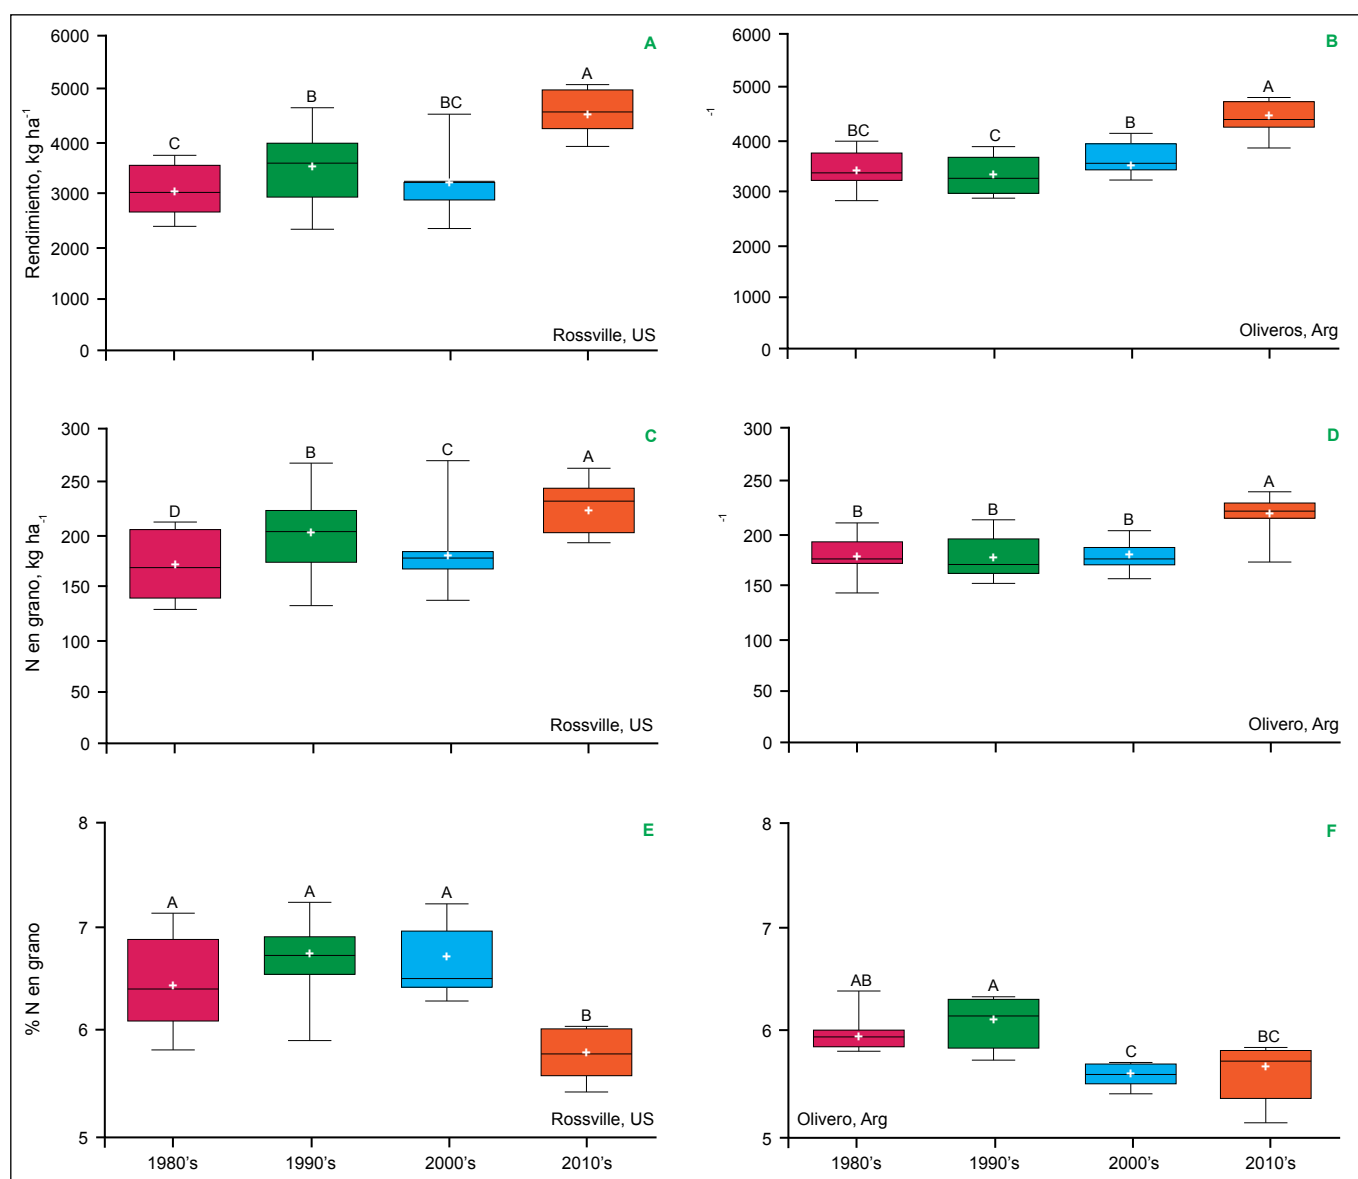 A
6000
5000
4000
3000
2000
1000
0
Rendimiento, kg ha-1
C
B
BC
A
Rossville, US
B
6000
5000
4000
3000
2000
1000
0
-1
BC
C
B
A
Oliveros, Arg
C
300
250
200
150
100
50
0
N en grano, kg ha-1
D
B
C
A
Rossville, US
D
300
250
200
150
100
50
0
-1
B
B
B
A
Olivero, Arg
E
8
7
6
5
% N en grano
A
A
A
B
Rossville, US
1980's 1990's 2000's 2010's
F
8
7
6
5
AB
A
C
BC
Olivero, Arg
1980's 1990's 2000's 2010's